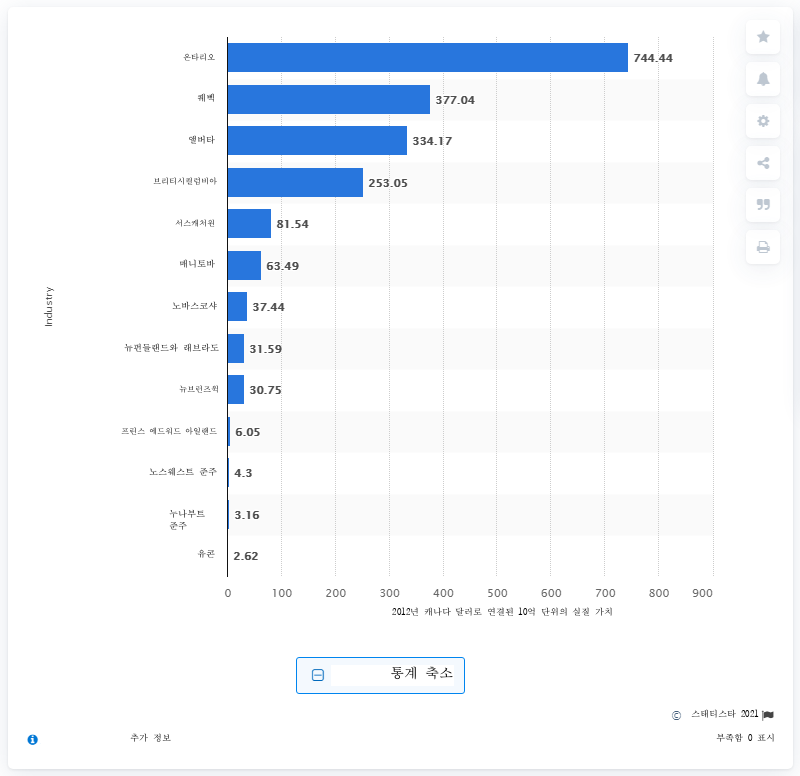 온타리오
744.44
퀘벡
377.04
앨버타
334.17
브리티시컬럼비아
253.05
서스캐처원
81.54
매니토바
63.49
노바스코샤
37.44
뉴펀들랜드와 래브라도
31.59
뉴브런즈윅
30.75
프린스 에드워드 아일랜드
6.05
노스웨스트 준주
4.3
누나부트
준주
3.16
유콘
2.62
Industry
0 100 200 300 400 500 600 700 800 900
2012년 캐나다 달러로 연결된 10억 단위의 실질 가치
통계 축소
© 스태티스타 2021
추가 정보
부족함 0 표시